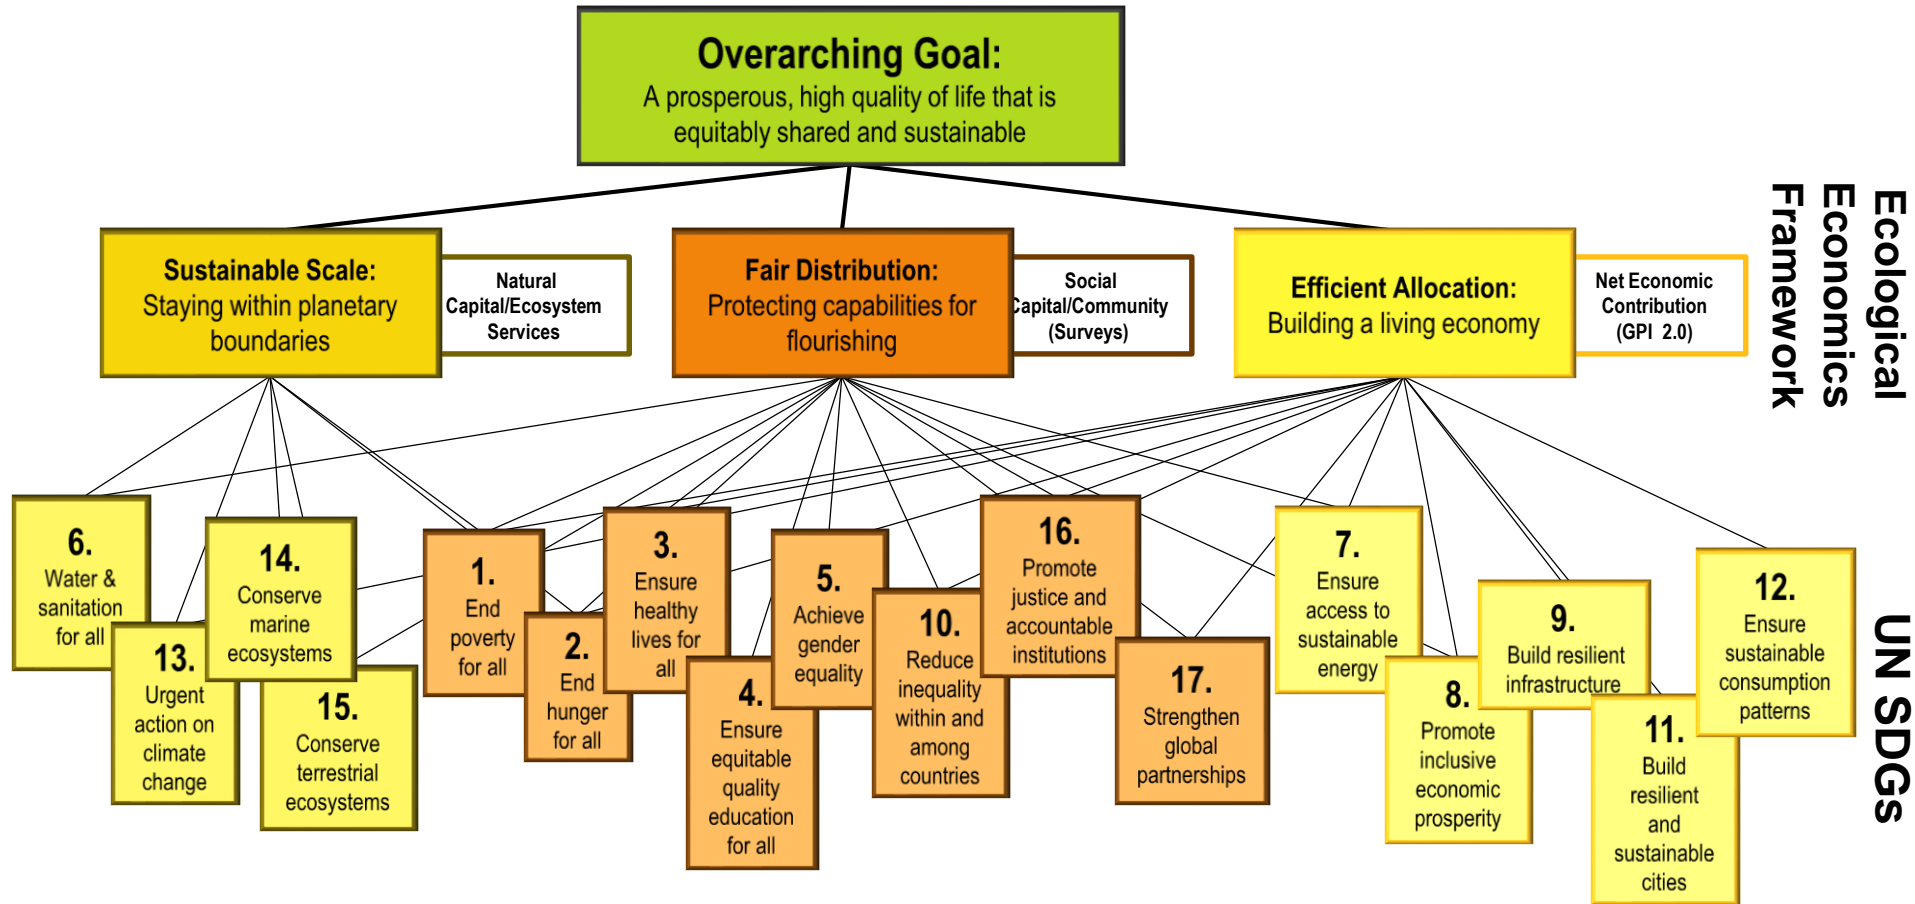 Overarching Goal:
A prosperous, high quality of life that is
equitably shared and sustainable
Sustainable Scale:
Staying within planetary
boundaries
Natural
Capital/Ecosystem
Services
Fair Distribution:
Protecting capabilities for
flourishing
Social
Capital/Community
(Surveys)
Efficient Allocation:
Building a living economy
Net Economic
Contribution
(GPI 2.0)
Ecological
Economics
Framework
6.
Water &
sanitation
for all
13.
Urgent
action on
climate
change
14.
Conserve
marine
ecosystems
15.
Conserve
terrestrial
ecosystems
1.
End
poverty
for all
2.
End
hunger
for all
3.
Ensure
healthy
lives for
all
4.
Ensure
equitable
quality
education
for all
5.
Achieve
gender
equality
10.
Reduce
inequality
within and
among
countries
16.
Promote
justice and
accountable
institutions
17.
Strengthen
global
partnerships
7.
Ensure
access to
sustainable
energy
8.
Promote
inclusive
economic
prosperity
9.
Build resilient
infrastructure
11.
Build
resilient
and
sustainable
cities
12.
Ensure
sustainable
consumption
patterns
UN SDGs